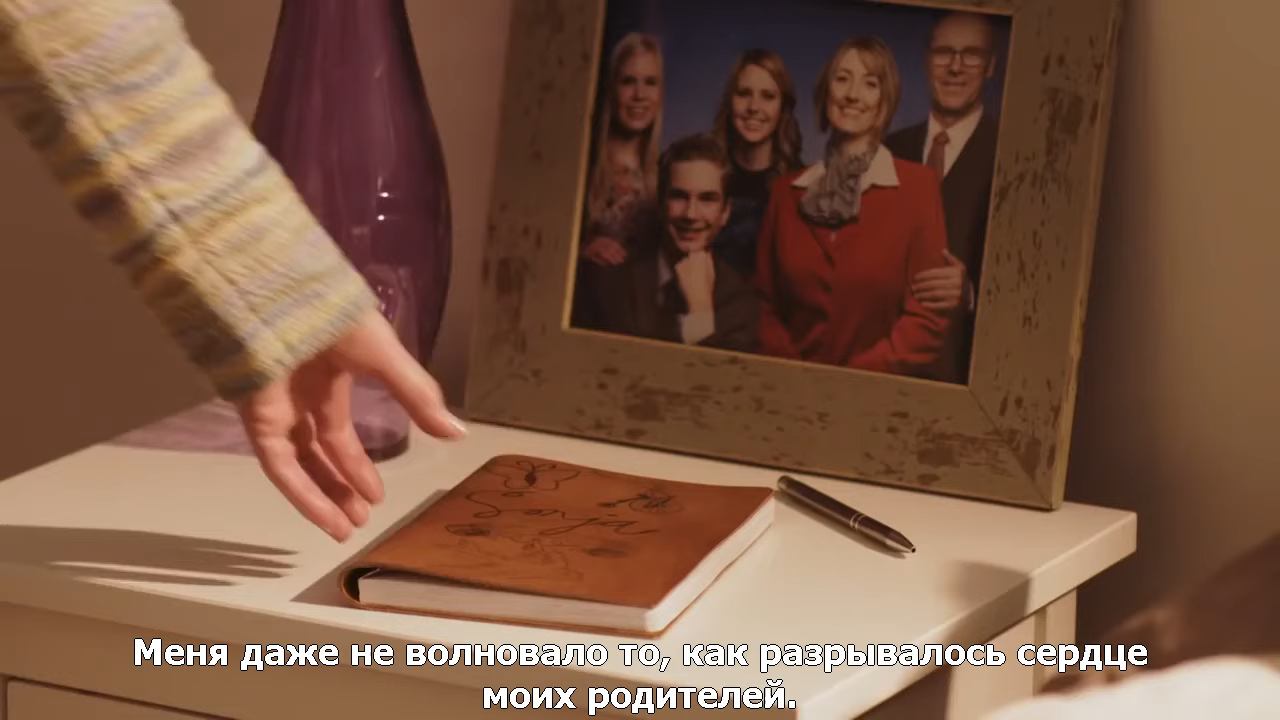 Sonja
Меня даже не волновало то, как разрывалось сердце
моих родителей.